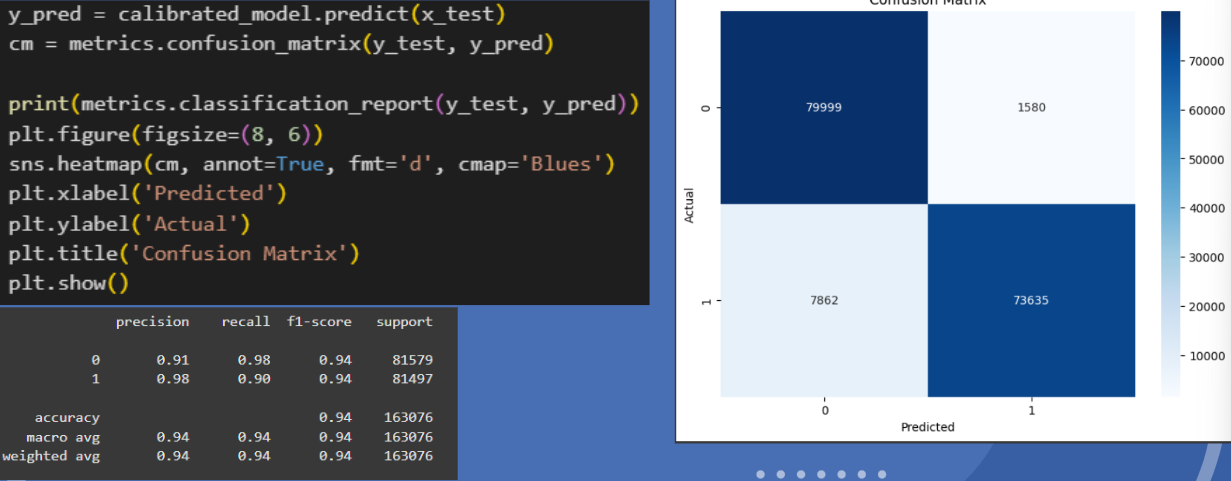 y_pred = calibrated_model.predict(x_test)
cm = metrics.confusion_matrix(y_test, y_pred)
print(metrics.classification_report(y_test, y_pred))
plt.figure(figsize=(8, 6))
sns.heatmap(cm, annot=True, fmt='d', cmap='Blues')
plt.xlabel('Predicted')
plt.ylabel('Actual')
plt.title('Confusion Matrix')
plt.show()
precision recall f1-score support
0 0.91 0.98 0.94 81579
1 0.98 0.90 0.94 81497
accuracy 0.94 163076
macro avg 0.94 0.94 0.94 163076
weighted avg 0.94 0.94 0.94 163076
Confusion Matrix
79999 1580
7862 73635
0
1
Actual
0 1
Predicted
70000
60000
50000
40000
30000
20000
10000